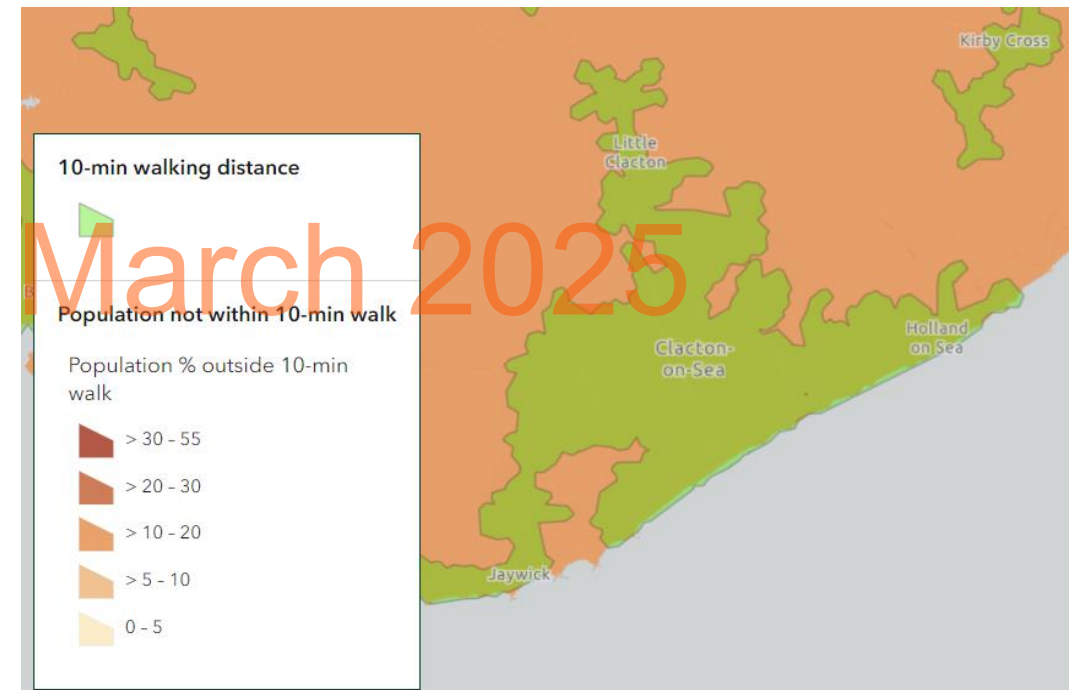 Kirby Cross
Little
Clacton
10-min walking distance
March 2025
Population not within 10-min walk
Holland
on Sea
Clacton-
on-Sea
Population % outside 10-min
walk
> 30 - 55
> 20 - 30
> 10 - 20
> 5 - 10
Jaywick
0 - 5